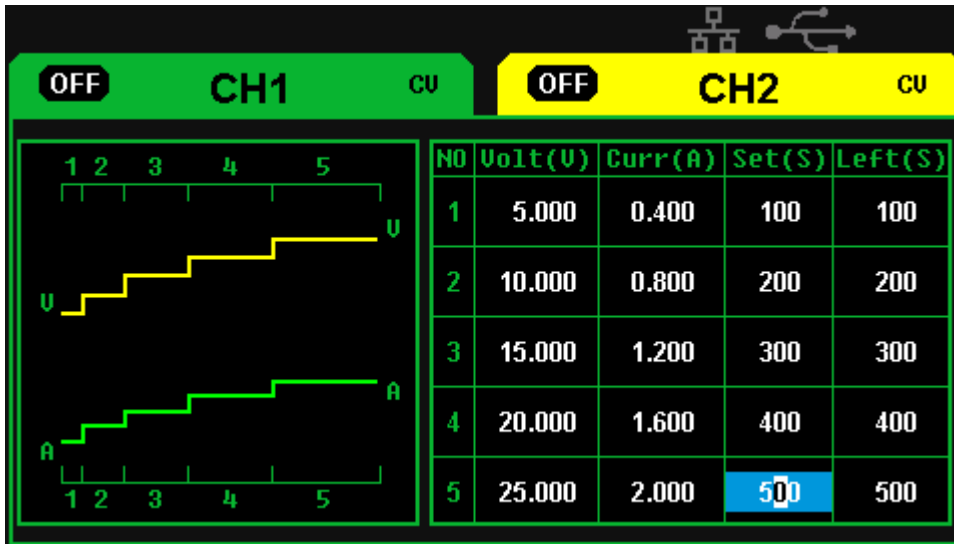 OFF CH1 CV OFF CH2 CV
1 2 3 4 5
V
V
A
A
1 2 3 4 5
NO Volt(V) Curr(A) Set(S) Left(S)
1 5.000 0.400 100 100
2 10.000 0.800 200 200
3 15.000 1.200 300 300
4 20.000 1.600 400 400
5 25.000 2.000 500 500